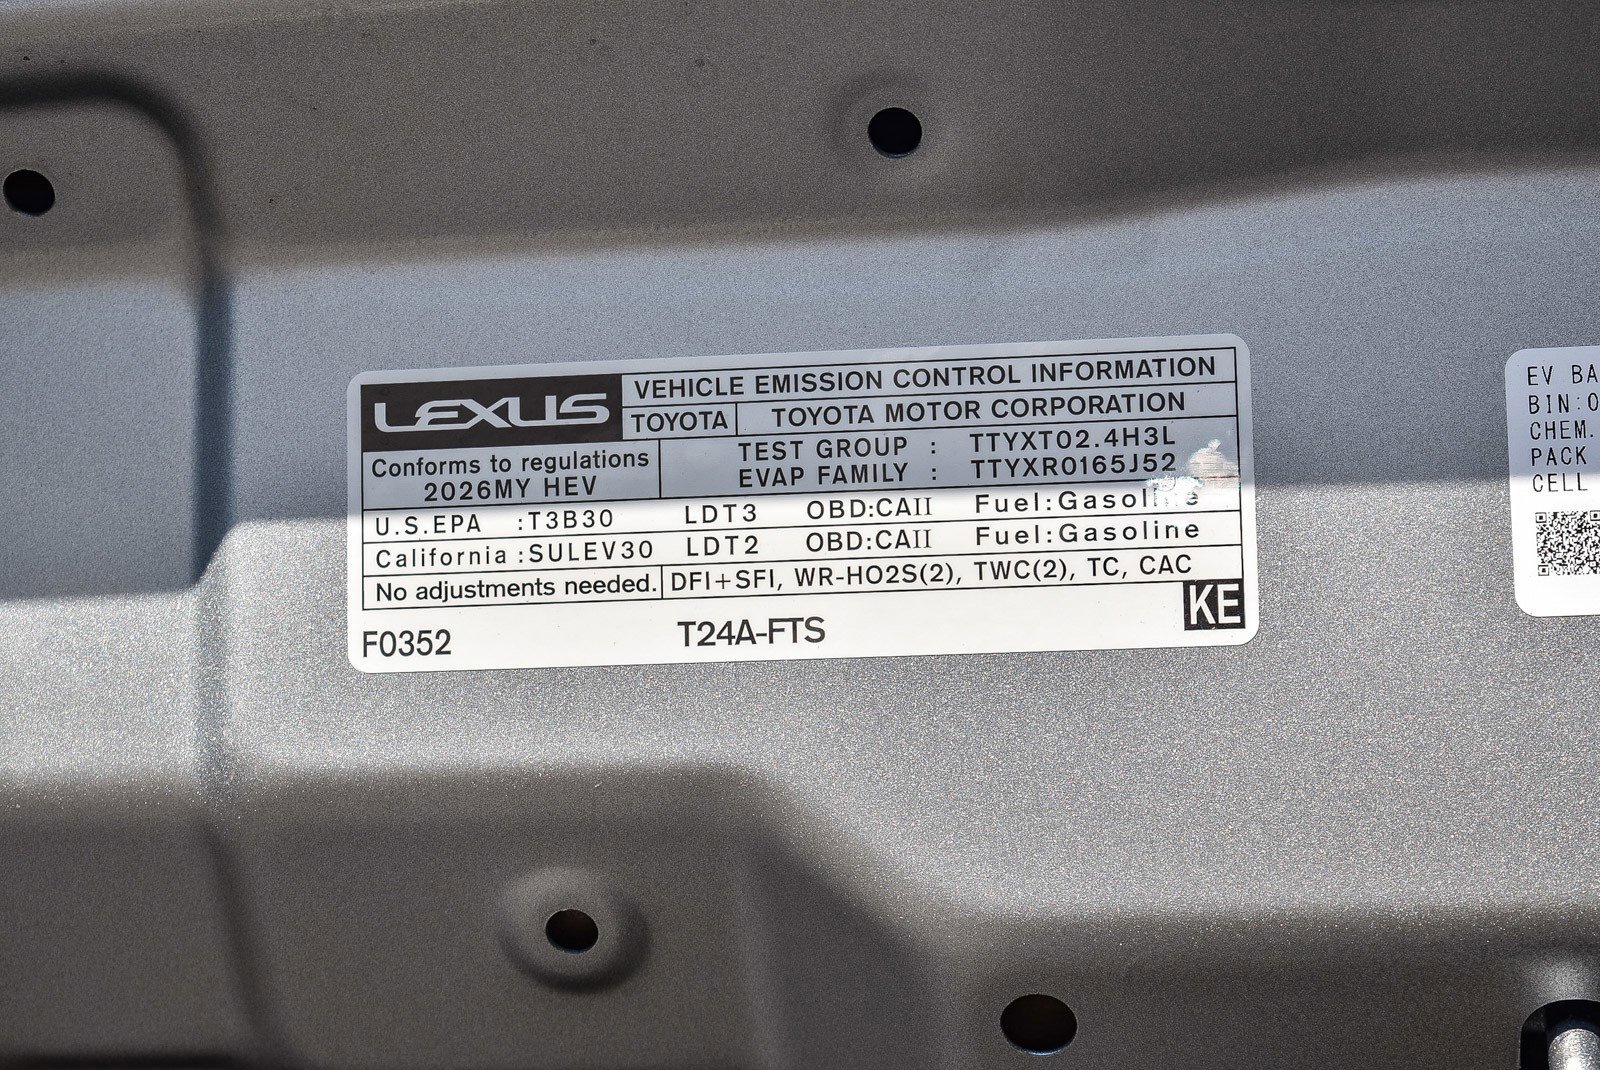 LEXUS
VEHICLE EMISSION CONTROL INFORMATION
TOYOTA TOYOTA MOTOR CORPORATION
Conforms to regulations
2026MY HEV
TEST GROUP : TTYXT02.4H3L
EVAP FAMILY : TTYXR0165J52
U.S.EPA :T3B30 LDT3 OBD:CAII Fuel:Gasoline
California :SULEV30 LDT2 OBD:CAII Fuel:Gasoline
No adjustments needed. DFI+SFI, WR-HO2S(2), TWC(2), TC, CAC
F0352 T24A-FTS KE
EV BA
BIN:0
CHEM.
PACK
CELL